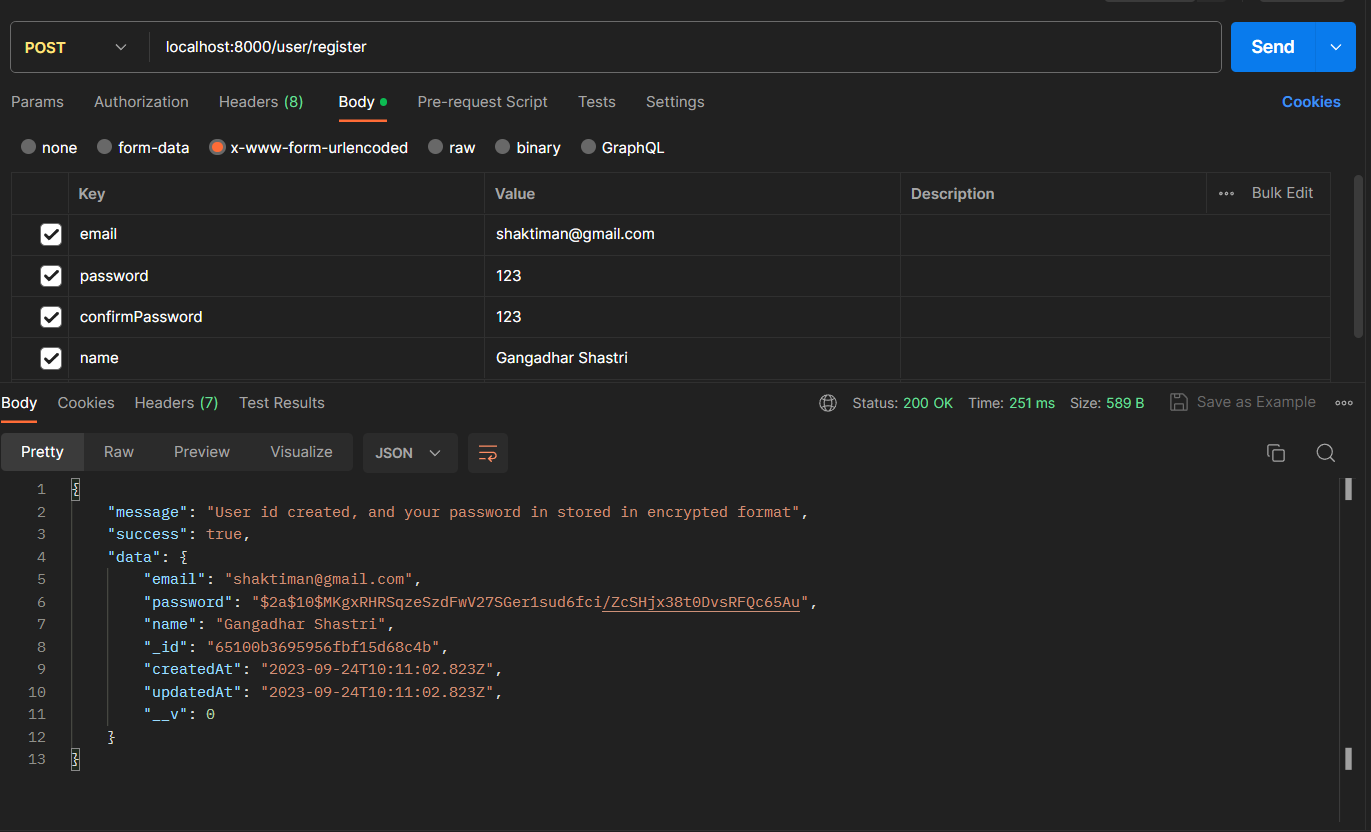 POST localhost:8000/user/register Send
Params Authorization Headers (8) Body Pre-request Script Tests Settings Cookies
none form-data x-www-form-urlencoded raw binary GraphQL
Key Value Description Bulk Edit
email shaktiman@gmail.com
password 123
confirmPassword 123
name Gangadhar Shastri
Body Cookies Headers (7) Test Results Status: 200 OK Time: 251 ms Size: 589 B Save as Example
Pretty Raw Preview Visualize JSON
1 {
2 "message": "User id created, and your password in stored in encrypted format",
3 "success": true,
4 "data": {
5 "email": "shaktiman@gmail.com",
6 "password": "$2a$10$MKgxRHRSqzeSzdFwV27SGer1sud6fci/ZcSHjx38t0DvsRFQc65Au",
7 "name": "Gangadhar Shastri",
8 "_id": "65100b3695956fbf15d68c4b",
9 "createdAt": "2023-09-24T10:11:02.823Z",
10 "updatedAt": "2023-09-24T10:11:02.823Z",
11 "__v": 0
12 }
13 }